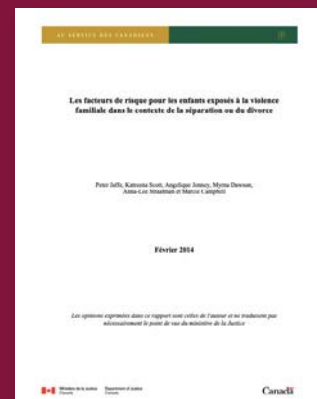 AU SERVICE DES CANADIENS
Les facteurs de risque pour les enfants exposés à la violence
familiale dans le contexte de la séparation ou du divorce
Peter Jaffe, Katreena Scott, Angelique Jenney, Myrna Dawson,
Anna-Lee Straatman et Marcie Campbell
Février 2014
Les opinions exprimées dans ce rapport sont celles de l'auteur et ne traduisent pas
nécessairement le point de vue du ministère de la Justice
Ministère de la Justice
Canada
Department of Justice
Canada
Canada